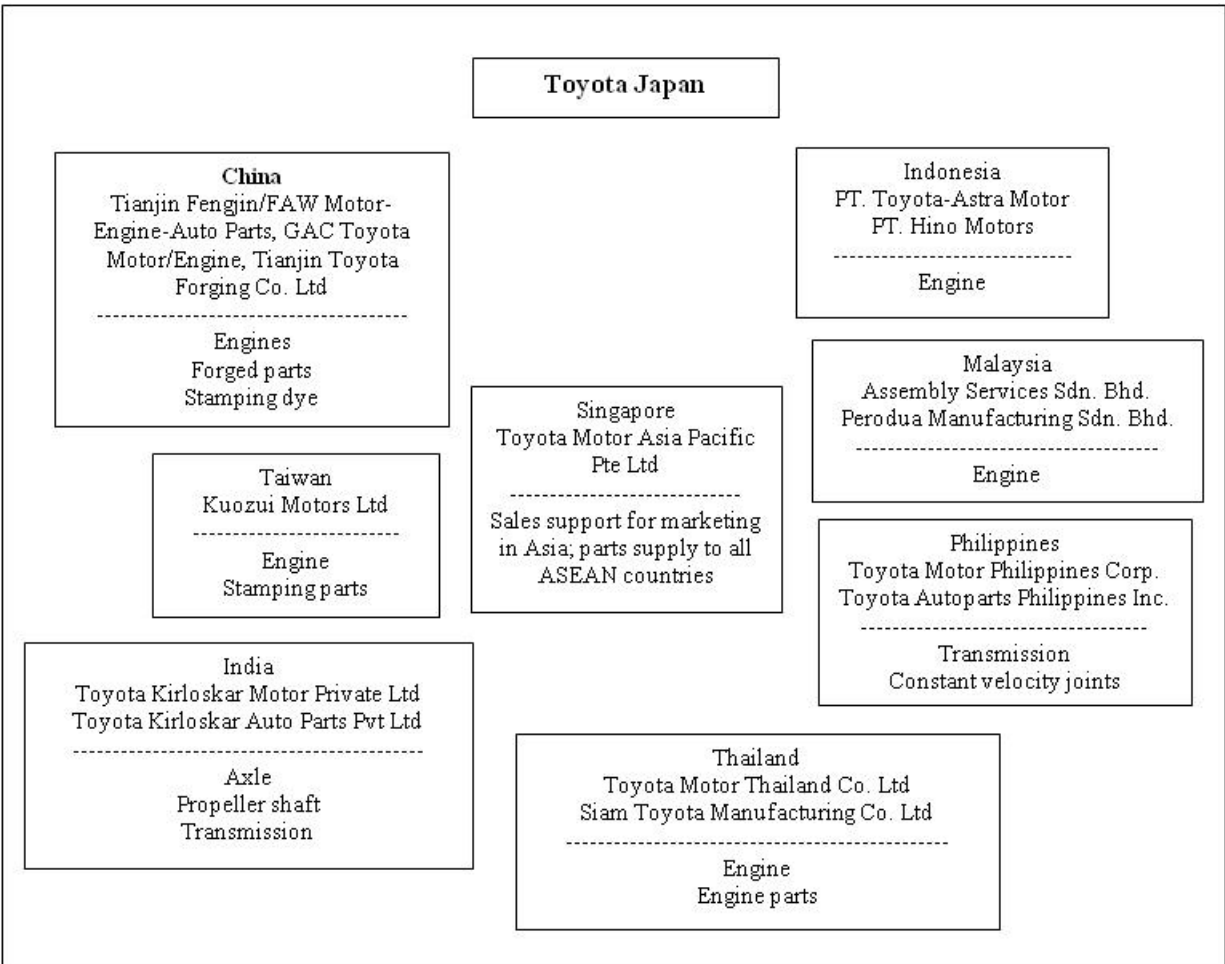 Toyota Japan
China
Tianjin Fengjin/FAW Motor-
Engine-Auto Parts, GAC Toyota
Motor/Engine, Tianjin Toyota
Forging Co. Ltd
---------------------------------------
Engines
Forged parts
Stamping dye
Indonesia
PT. Toyota-Astra Motor
PT. Hino Motors
------------------------------
Engine
Malaysia
Assembly Services Sdn. Bhd.
Perodua Manufacturing Sdn. Bhd.
--------------------------------------
Engine
Singapore
Toyota Motor Asia Pacific
Pte Ltd
-----------------------------
Sales support for marketing
in Asia; parts supply to all
ASEAN countries
Taiwan
Kuozui Motors Ltd
--------------------------
Engine
Stamping parts
Philippines
Toyota Motor Philippines Corp.
Toyota Autoparts Philippines Inc.
------------------------------------
Transmission
Constant velocity joints
India
Toyota Kirloskar Motor Private Ltd
Toyota Kirloskar Auto Parts Pvt Ltd
--------------------------------------------
Axle
Propeller shaft
Transmission
Thailand
Toyota Motor Thailand Co. Ltd
Siam Toyota Manufacturing Co. Ltd
------------------------------------------------
Engine
Engine parts